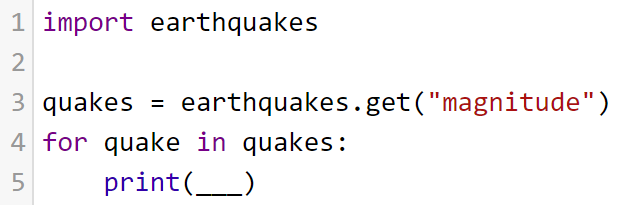 1 import earthquakes
2
3 quakes = earthquakes.get("magnitude")
4 for quake in quakes:
5     print(___)